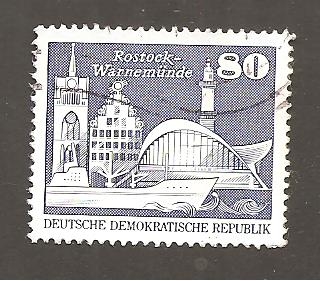 Rostock-
Warnemünde
80
DEUTSCHE DEMOKRATISCHE REPUBLIK